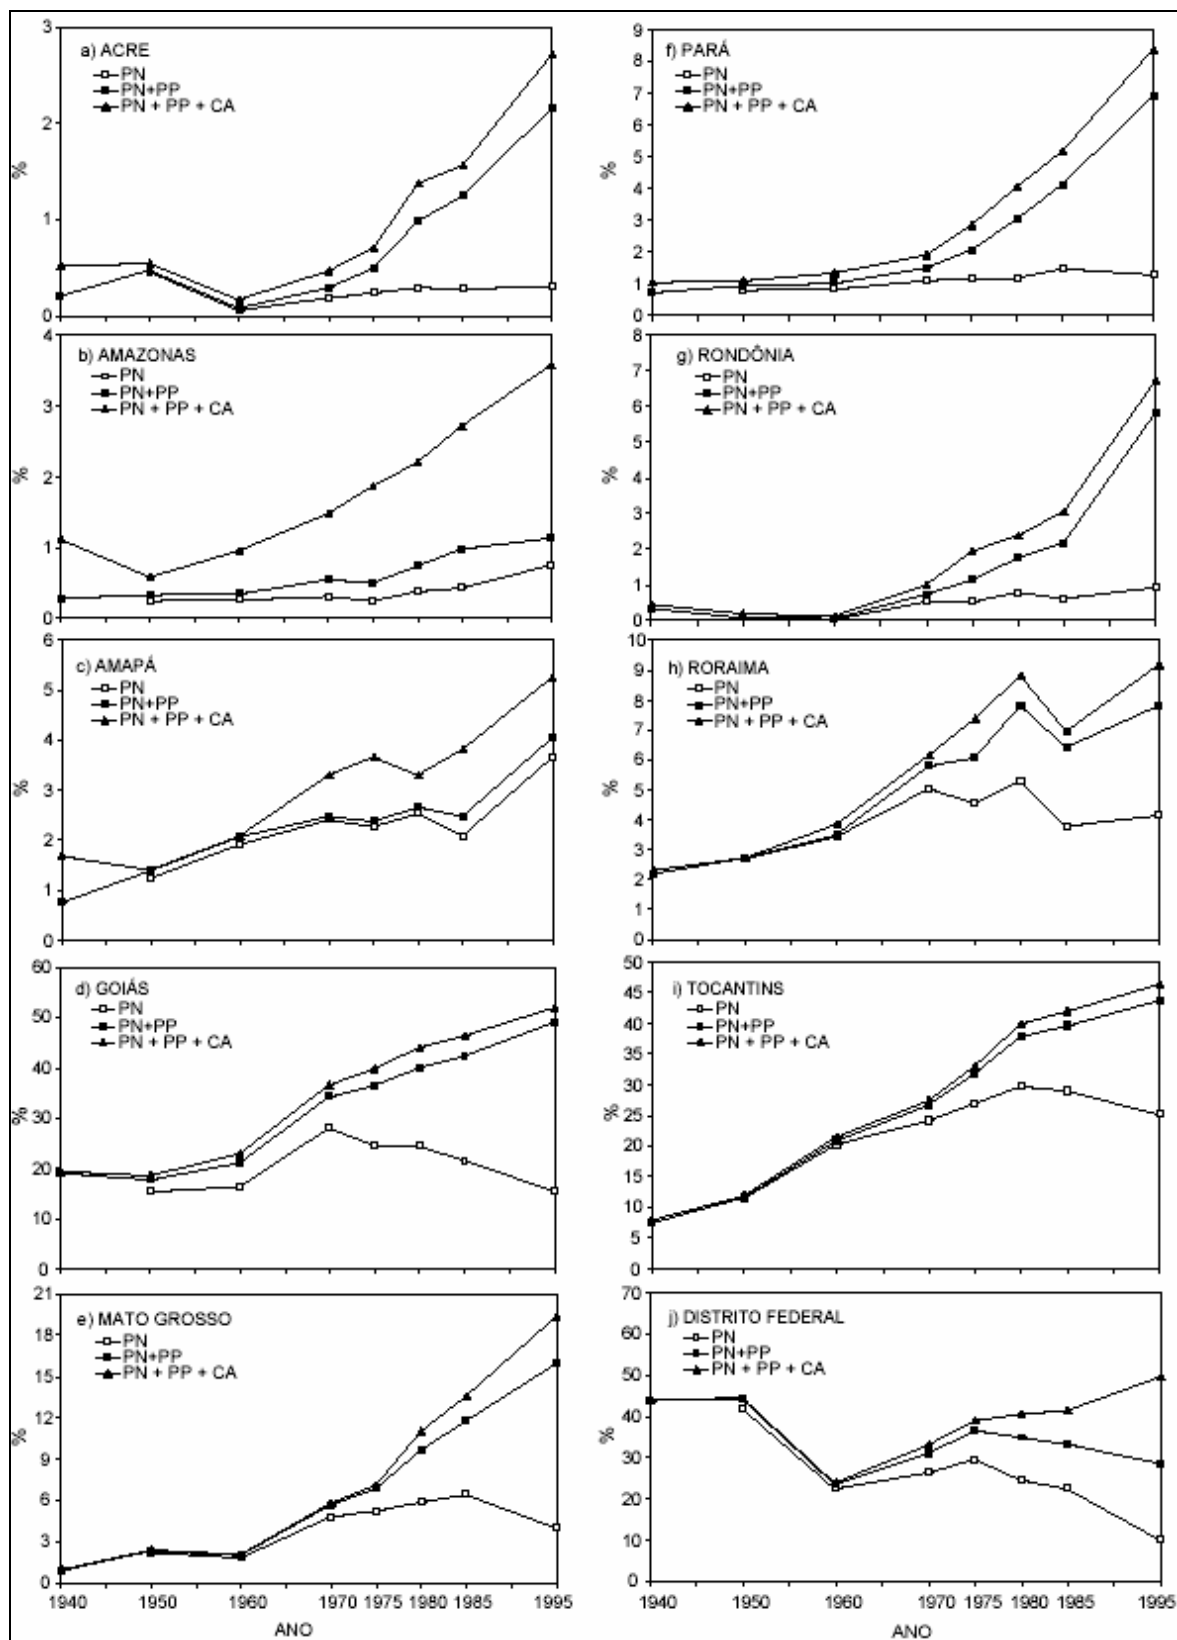 a) ACRE
PN
PN+PP
PN + PP + CA
%
3
2
1
0
b) AMAZONAS
PN
PN+PP
PN + PP + CA
%
4
3
2
1
0
c) AMAPÁ
PN
PN+PP
PN + PP + CA
%
6
5
4
3
2
1
0
d) GOIÁS
PN
PN+PP
PN + PP + CA
%
60
50
40
30
20
10
0
e) MATO GROSSO
PN
PN+PP
PN + PP + CA
%
21
18
15
12
9
6
3
0
1940 1950 1960 1970 1975 1980 1985 1995
ANO
f) PARÁ
PN
PN+PP
PN + PP + CA
%
9
8
7
6
5
4
3
2
1
0
g) RONDÔNIA
PN
PN+PP
PN + PP + CA
%
8
7
6
5
4
3
2
1
0
h) RORAIMA
PN
PN+PP
PN + PP + CA
%
10
9
8
7
6
5
4
3
2
1
0
i) TOCANTINS
PN
PN+PP
PN + PP + CA
%
50
45
40
35
30
25
20
15
10
5
0
j) DISTRITO FEDERAL
PN
PN+PP
PN + PP + CA
%
70
60
50
40
30
20
10
0
1940 1950 1960 1970 1975 1980 1985 1995
ANO